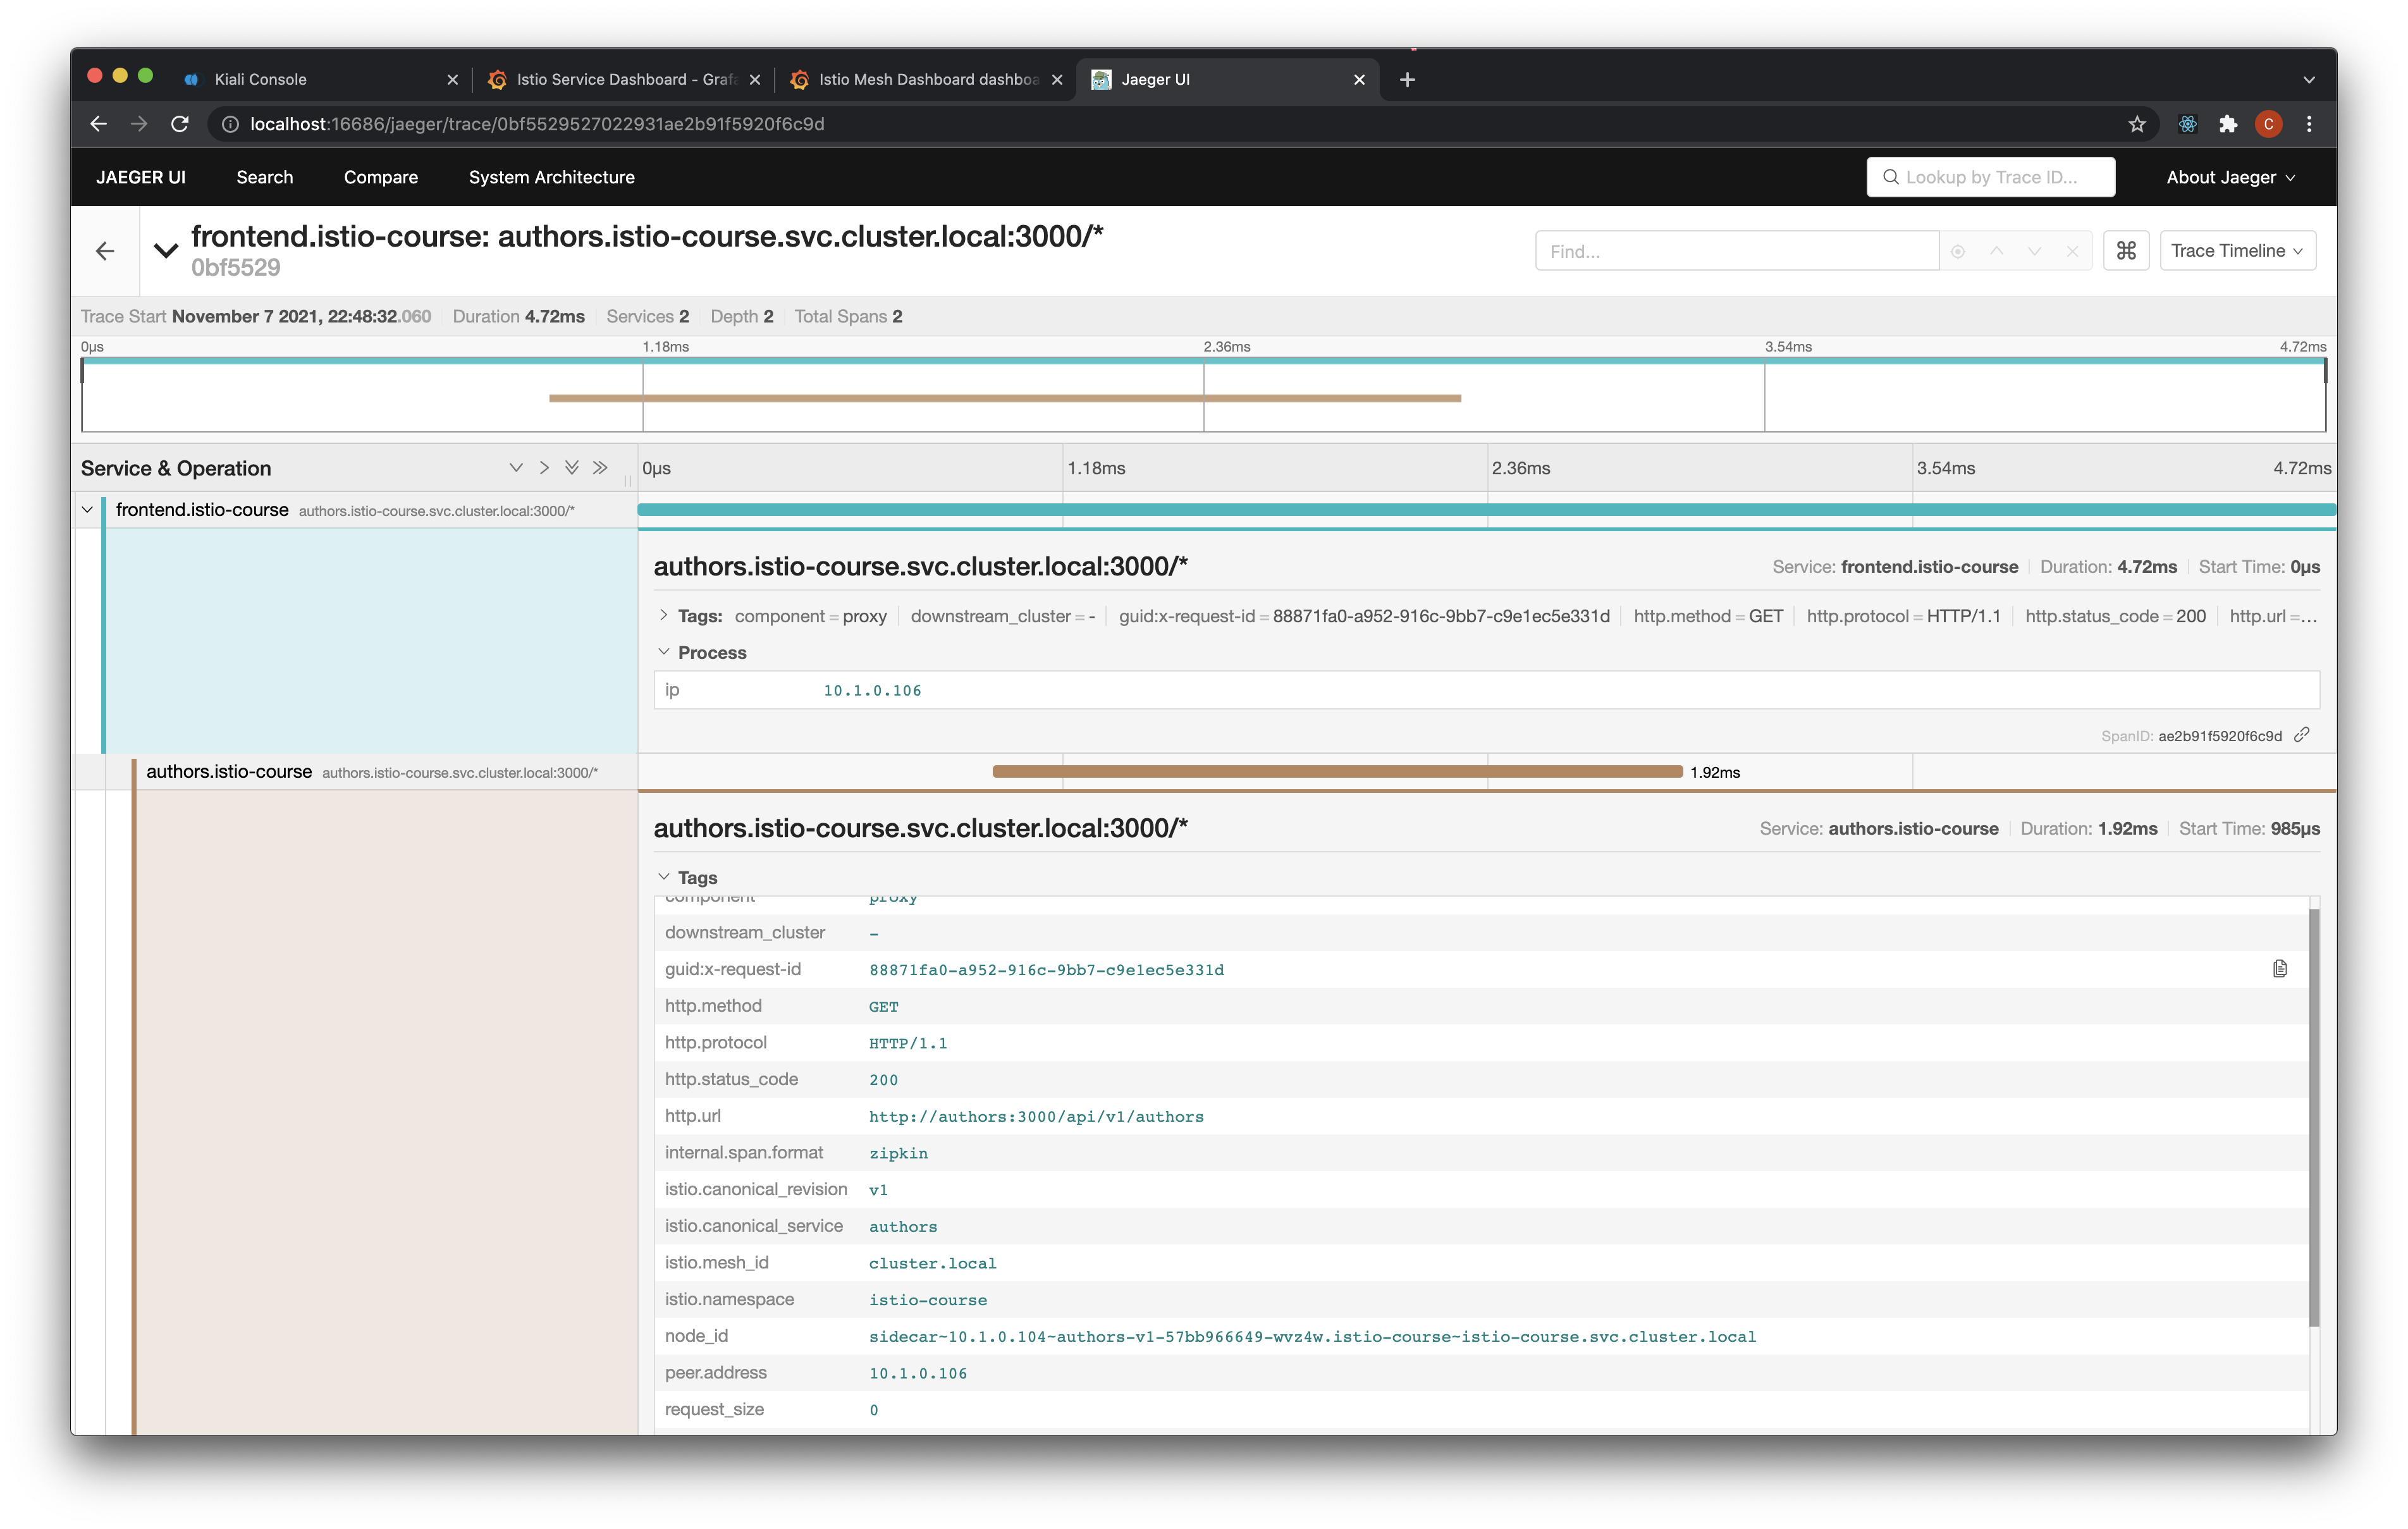 Kiali Console
Istio Service Dashboard - Grafa
Istio Mesh Dashboard dashboa
Jaeger UI
localhost:16686/jaeger/trace/0bf5529527022931ae2b91f5920f6c9d
C
JAEGER UI Search Compare System Architecture Lookup by Trace ID... About Jaeger
frontend.istio-course: authors.istio-course.svc.cluster.local:3000/*
0bf5529
Find... ⌘ Trace Timeline
Trace Start November 7 2021, 22:48:32.060 Duration 4.72ms Services 2 Depth 2 Total Spans 2
0μs 1.18ms 2.36ms 3.54ms 4.72ms
Service & Operation 0μs 1.18ms 2.36ms 3.54ms 4.72ms
frontend.istio-course authors.istio-course.svc.cluster.local:3000/*
authors.istio-course.svc.cluster.local:3000/* Service: frontend.istio-course Duration: 4.72ms Start Time: 0μs
Tags: component = proxy downstream_cluster = - guid:x-request-id = 88871fa0-a952-916c-9bb7-c9e1ec5e331d http.method = GET http.protocol = HTTP/1.1 http.status_code = 200 http.url =...
Process
ip 10.1.0.106
SpanID: ae2b91f5920f6c9d
authors.istio-course authors.istio-course.svc.cluster.local:3000/* 1.92ms
authors.istio-course.svc.cluster.local:3000/* Service: authors.istio-course Duration: 1.92ms Start Time: 985μs
Tags
component proxy
downstream_cluster -
guid:x-request-id 88871fa0-a952-916c-9bb7-c9e1ec5e331d
http.method GET
http.protocol HTTP/1.1
http.status_code 200
http.url http://authors:3000/api/v1/authors
internal.span.format zipkin
istio.canonical_revision v1
istio.canonical_service authors
istio.mesh_id cluster.local
istio.namespace istio-course
node_id sidecar~10.1.0.104~authors-v1-57bb966649-wvz4w.istio-course~istio-course.svc.cluster.local
peer.address 10.1.0.106
request_size 0